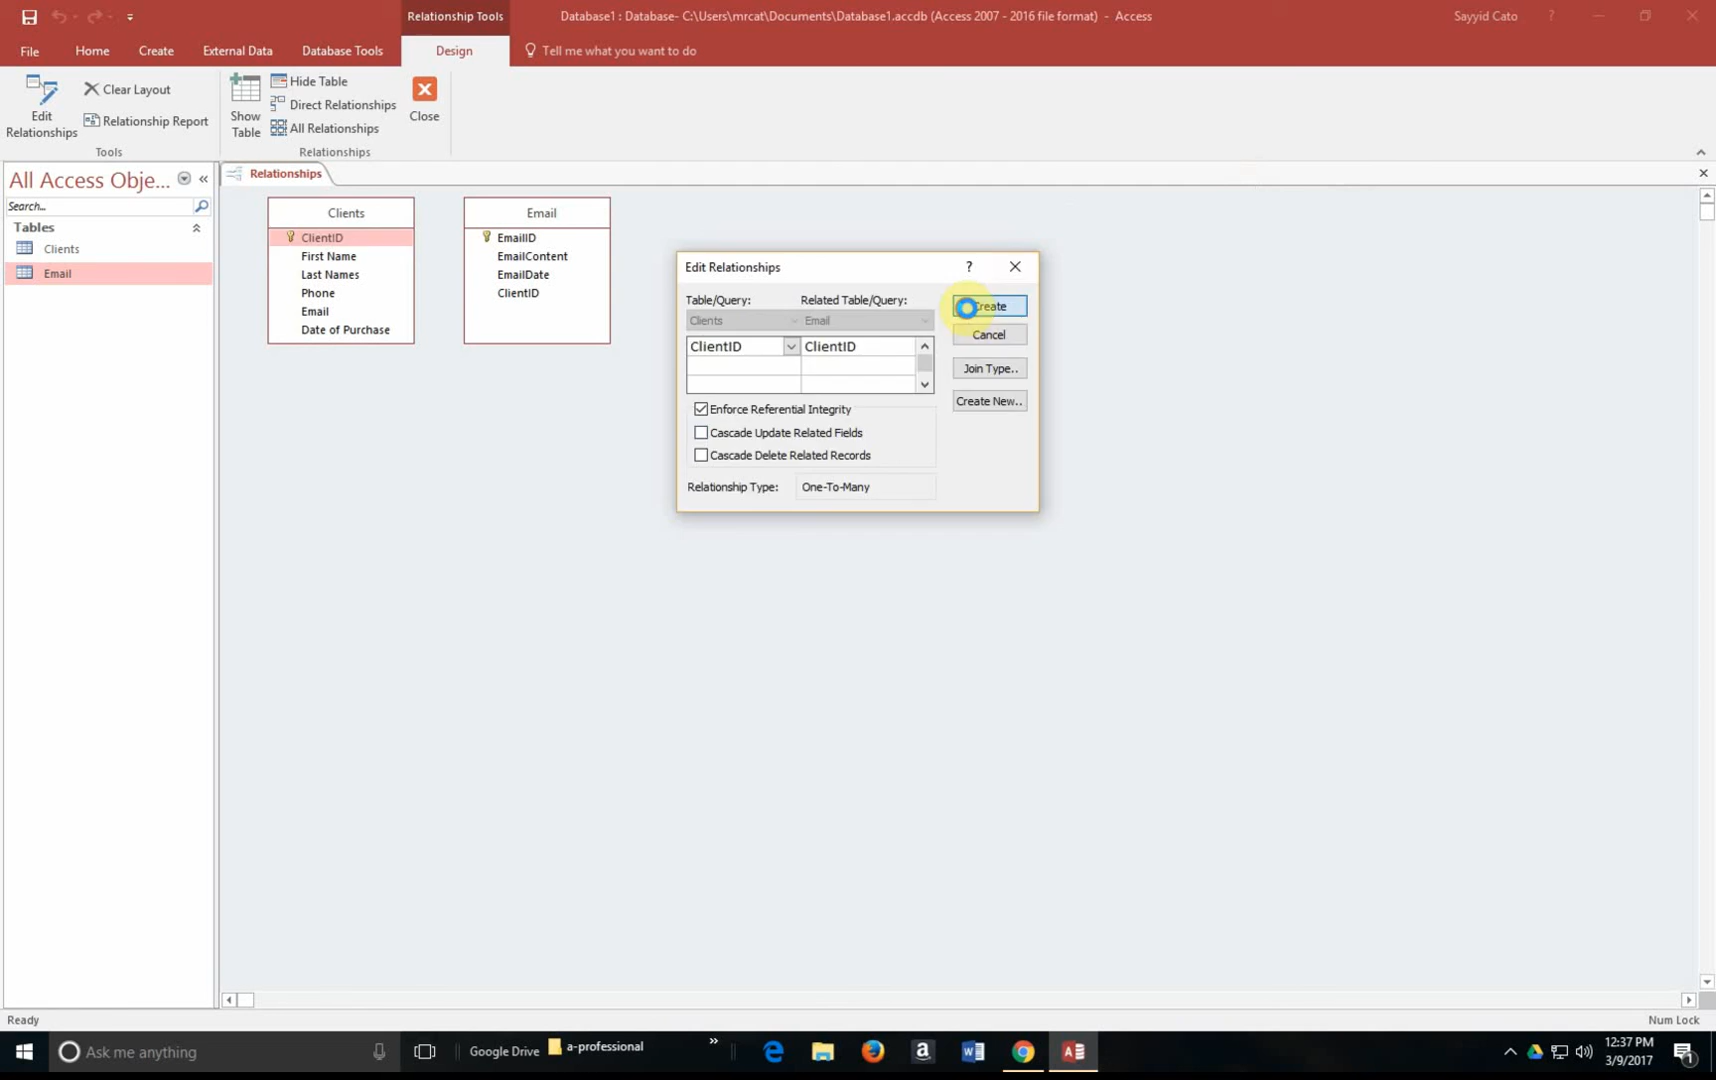 Relationship Tools
Database1 : Database- C:\Users\mrcat\Documents\Database1.accdb (Access 2007 - 2016 file format) - Access
Sayyid Cato
?
File
Home
Create
External Data
Database Tools
Design
Tell me what you want to do
Edit
Relationships
Clear Layout
Relationship Report
Tools
Show
Table
Hide Table
Direct Relationships
All Relationships
Relationships
Close
All Access Obje...
Search...
Tables
Clients
Email
Relationships
Clients
ClientID
First Name
Last Names
Phone
Email
Date of Purchase
Email
EmailID
EmailContent
EmailDate
ClientID
Edit Relationships
?
Table/Query:
Related Table/Query:
Clients
Email
ClientID
ClientID
Enforce Referential Integrity
Cascade Update Related Fields
Cascade Delete Related Records
Relationship Type:
One-To-Many
Create
Cancel
Join Type..
Create New..
Ready
Num Lock
Ask me anything
Google Drive
a-professional
12:37 PM
3/9/2017
1